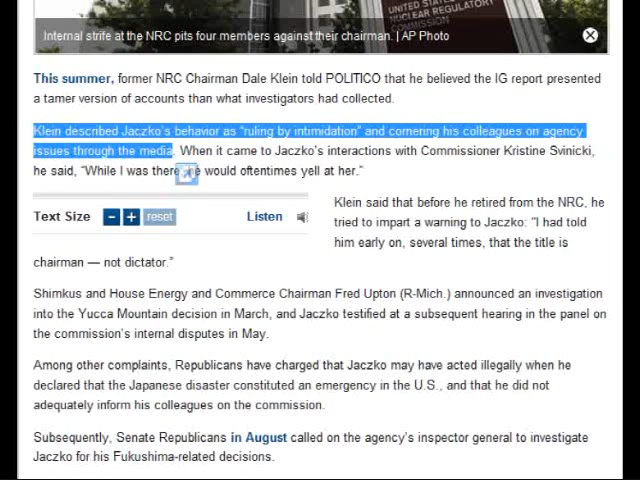 UNITED STATES
NUCLEAR REGULATORY
COMMISSION
Internal strife at the NRC pits four members against their chairman. | AP Photo
This summer, former NRC Chairman Dale Klein told POLITICO that he believed the IG report presented
a tamer version of accounts than what investigators had collected.
Klein described Jaczko's behavior as "ruling by intimidation" and cornering his colleagues on agency
issues through the media. When it came to Jaczko's interactions with Commissioner Kristine Svinicki,
he said, "While I was there, he would oftentimes yell at her."
Text Size − + reset Listen
Klein said that before he retired from the NRC, he
tried to impart a warning to Jaczko: "I had told
him early on, several times, that the title is
chairman — not dictator."
Shimkus and House Energy and Commerce Chairman Fred Upton (R-Mich.) announced an investigation
into the Yucca Mountain decision in March, and Jaczko testified at a subsequent hearing in the panel on
the commission's internal disputes in May.
Among other complaints, Republicans have charged that Jaczko may have acted illegally when he
declared that the Japanese disaster constituted an emergency in the U.S., and that he did not
adequately inform his colleagues on the commission.
Subsequently, Senate Republicans in August called on the agency's inspector general to investigate
Jaczko for his Fukushima-related decisions.